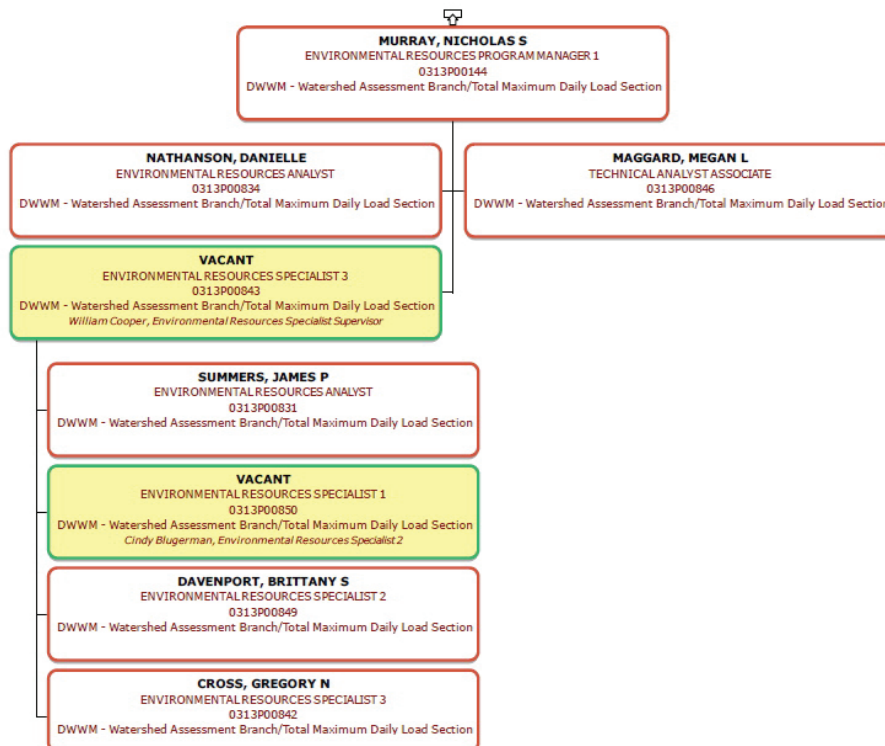 MURRAY, NICHOLAS S
ENVIRONMENTAL RESOURCES PROGRAM MANAGER 1
0313P00144
DWWM - Watershed Assessment Branch/Total Maximum Daily Load Section
NATHANSON, DANIELLE
ENVIRONMENTAL RESOURCES ANALYST
0313P00834
DWWM - Watershed Assessment Branch/Total Maximum Daily Load Section
MAGGARD, MEGAN L
TECHNICAL ANALYST ASSOCIATE
0313P00846
DWWM - Watershed Assessment Branch/Total Maximum Daily Load Section
VACANT
ENVIRONMENTAL RESOURCES SPECIALIST 3
0313P00843
DWWM - Watershed Assessment Branch/Total Maximum Daily Load Section
William Cooper, Environmental Resources Specialist Supervisor
SUMMERS, JAMES P
ENVIRONMENTAL RESOURCES ANALYST
0313P00831
DWWM - Watershed Assessment Branch/Total Maximum Daily Load Section
VACANT
ENVIRONMENTAL RESOURCES SPECIALIST 1
0313P00850
DWWM - Watershed Assessment Branch/Total Maximum Daily Load Section
Cindy Blugerman, Environmental Resources Specialist 2
DAVENPORT, BRITTANY S
ENVIRONMENTAL RESOURCES SPECIALIST 2
0313P00849
DWWM - Watershed Assessment Branch/Total Maximum Daily Load Section
CROSS, GREGORY N
ENVIRONMENTAL RESOURCES SPECIALIST 3
0313P00842
DWWM - Watershed Assessment Branch/Total Maximum Daily Load Section